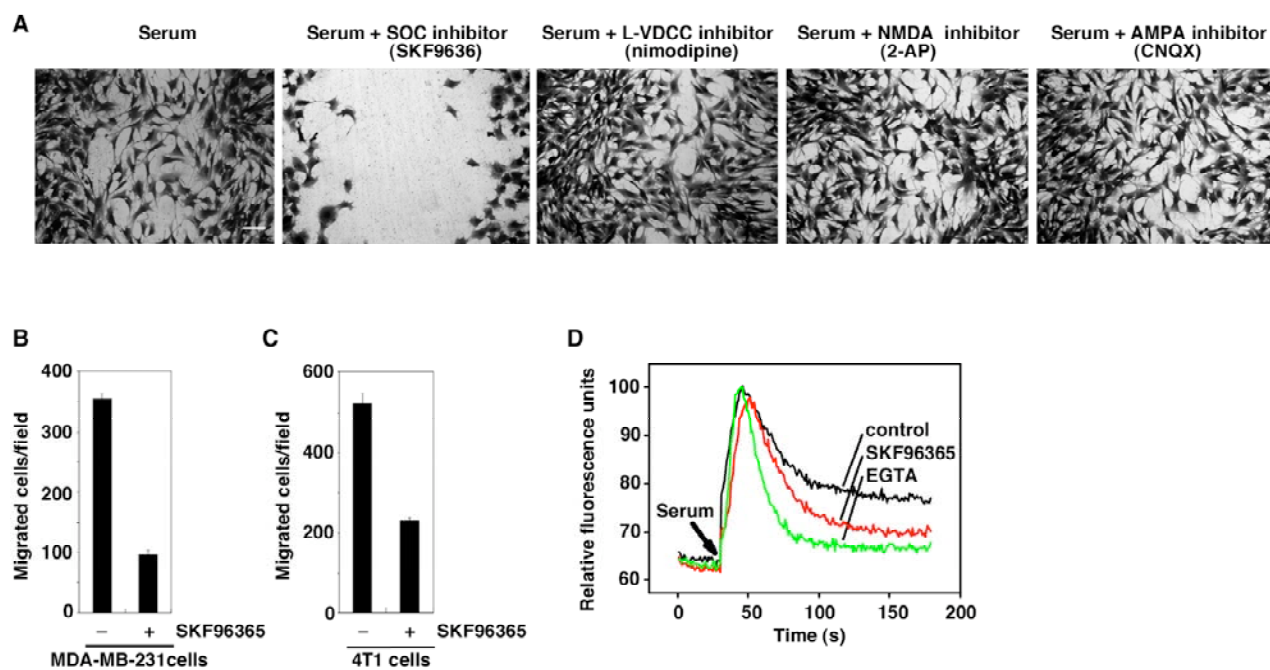 A
Serum
Serum + SOC inhibitor
(SKF9636)
Serum + L-VDCC inhibitor
(nimodipine)
Serum + NMDA inhibitor
(2-AP)
Serum + AMPA inhibitor
(CNQX)
B
Migrated cells/field
400
300
200
100
0
– + SKF96365
MDA-MB-231cells
C
Migrated cells/field
600
400
200
0
– + SKF96365
4T1 cells
D
Relative fluorescence units
100
90
80
70
60
control
SKF96365
EGTA
Serum
0 50 100 150 200
Time (s)